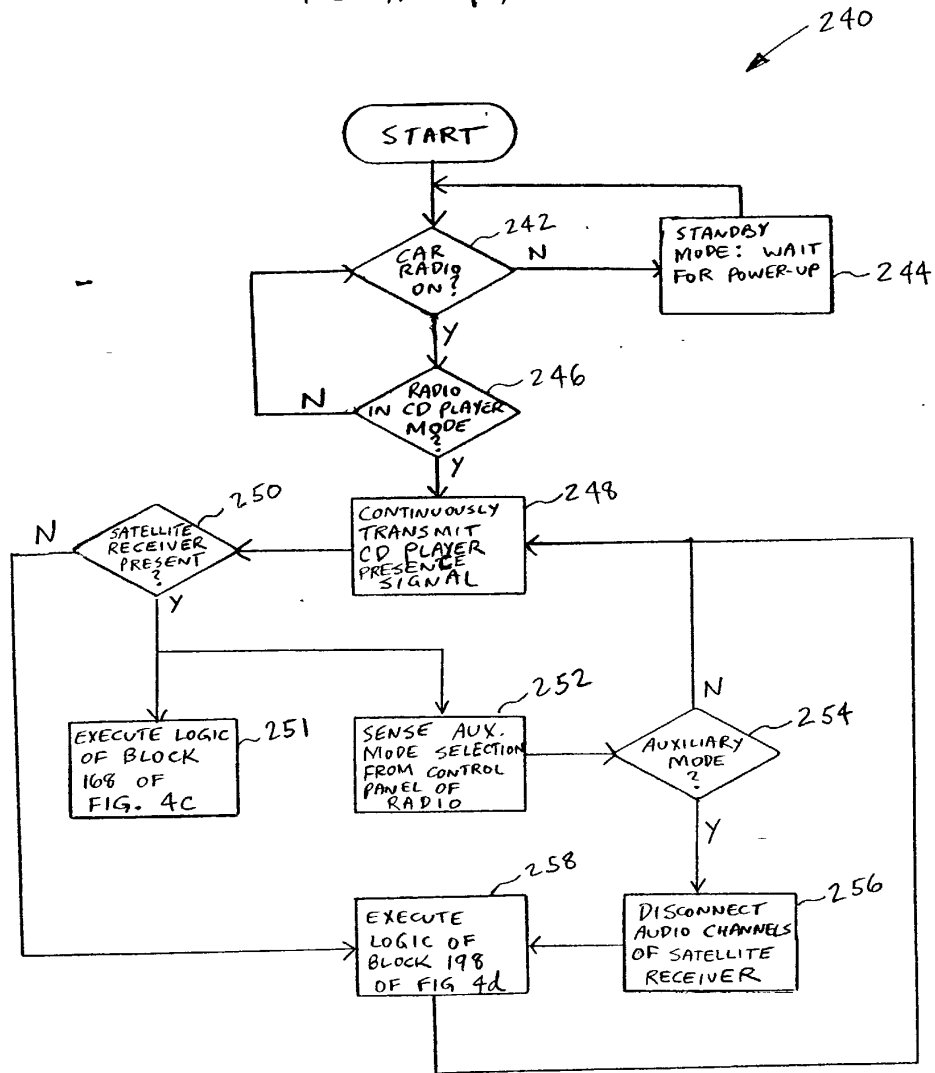 240
START
242
CAR
RADIO
ON?
N
STANDBY
MODE: WAIT
FOR POWER-UP
244
Y
246
RADIO
IN CD PLAYER
MODE
?
N
Y
248
CONTINUOUSLY
TRANSMIT
CD PLAYER
PRESENCE
SIGNAL
250
N
SATELLITE
RECEIVER
PRESENT
?
Y
251
EXECUTE LOGIC
OF BLOCK
168 OF
FIG. 4C
252
SENSE AUX.
MODE SELECTION
FROM CONTROL
PANEL OF
RADIO
N
254
AUXILIARY
MODE
?
Y
256
DISCONNECT
AUDIO CHANNELS
OF SATELLITE
RECEIVER
258
EXECUTE
LOGIC OF
BLOCK 198
OF FIG 4d